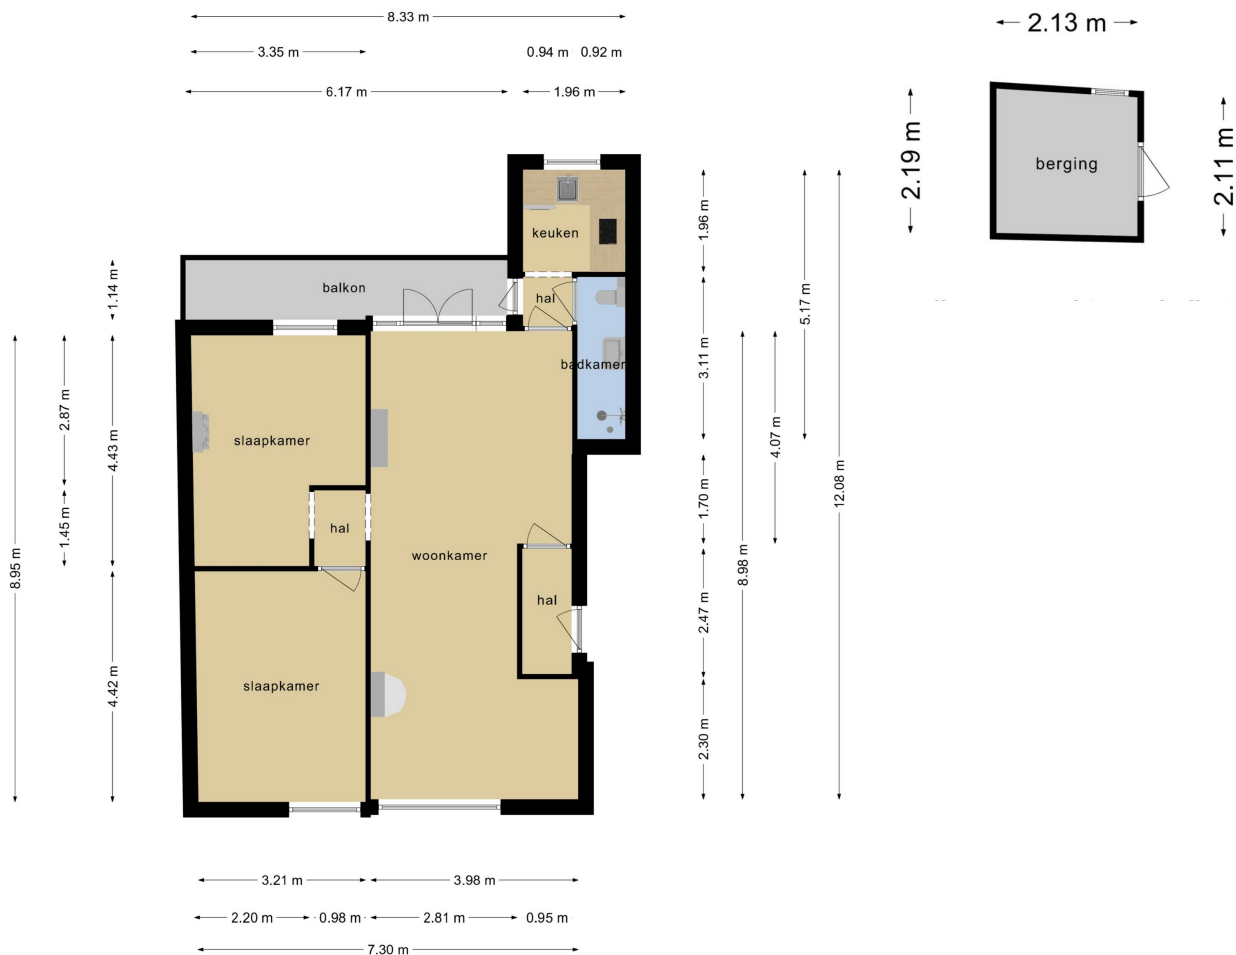 8.33 m
2.13 m
3.35 m
0.94 m
0.92 m
6.17 m
1.96 m
2.19 m
2.11 m
berging
1.96 m
keuken
1.14 m
balkon
hal
5.17 m
badkamer
3.11 m
2.87 m
4.43 m
slaapkamer
4.07 m
12.08 m
1.45 m
hal
1.70 m
woonkamer
8.95 m
8.98 m
hal
2.47 m
4.42 m
slaapkamer
2.30 m
3.21 m
3.98 m
2.20 m
0.98 m
2.81 m
0.95 m
7.30 m